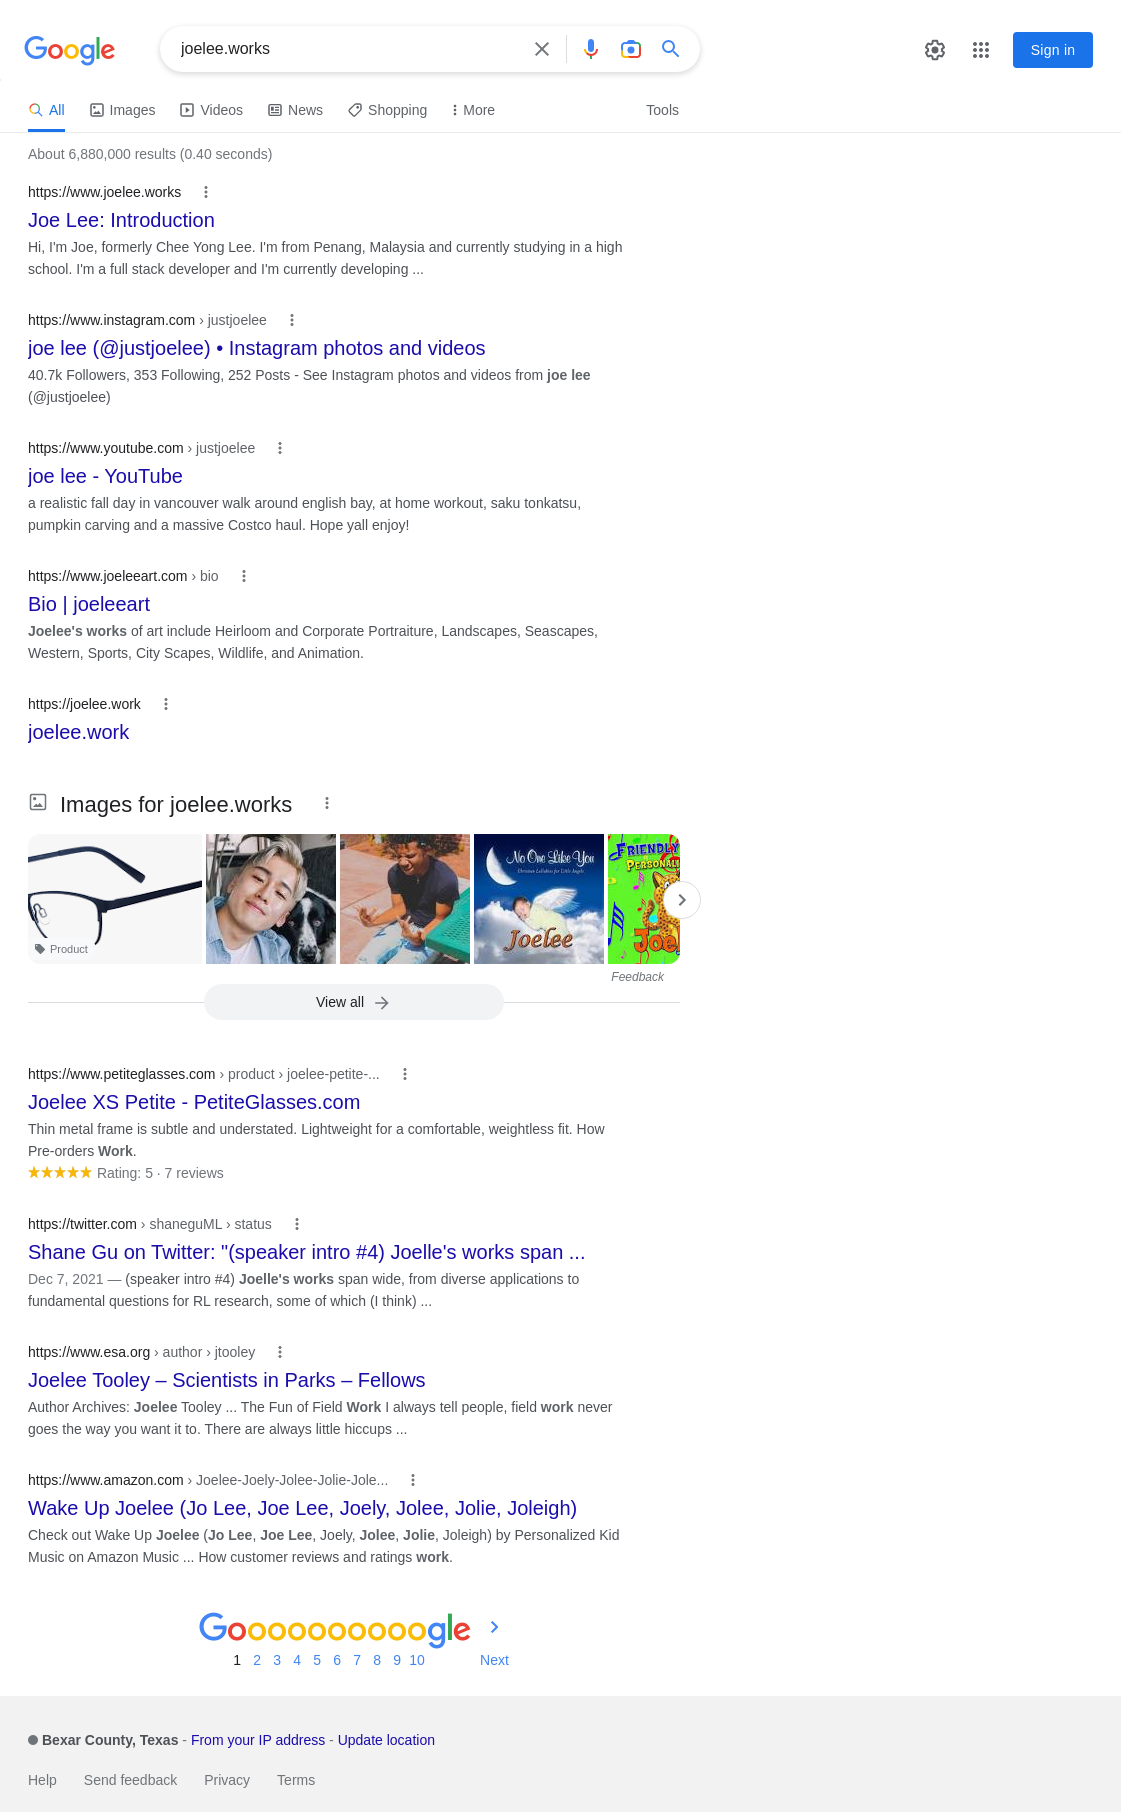 Google
joelee.works
Sign in
All
Images
Videos
News
Shopping
More
Tools
About 6,880,000 results (0.40 seconds)
https://www.joelee.works
Joe Lee: Introduction
Hi, I'm Joe, formerly Chee Yong Lee. I'm from Penang, Malaysia and currently studying in a high
school. I'm a full stack developer and I'm currently developing ...
https://www.instagram.com › justjoelee
joe lee (@justjoelee) • Instagram photos and videos
40.7k Followers, 353 Following, 252 Posts - See Instagram photos and videos from joe lee
(@justjoelee)
https://www.youtube.com › justjoelee
joe lee - YouTube
a realistic fall day in vancouver walk around english bay, at home workout, saku tonkatsu,
pumpkin carving and a massive Costco haul. Hope yall enjoy!
https://www.joeleeart.com › bio
Bio | joeleeart
Joelee's works of art include Heirloom and Corporate Portraiture, Landscapes, Seascapes,
Western, Sports, City Scapes, Wildlife, and Animation.
https://joelee.work
joelee.work
Images for joelee.works
Product
No One Like You
Christian Lullabies for Little Angels
Joelee
FRIENDLY
PERSONALI
JOE
Feedback
View all
https://www.petiteglasses.com › product › joelee-petite-...
Joelee XS Petite - PetiteGlasses.com
Thin metal frame is subtle and understated. Lightweight for a comfortable, weightless fit. How
Pre-orders Work.
Rating: 5 · 7 reviews
https://twitter.com › shaneguML › status
Shane Gu on Twitter: "(speaker intro #4) Joelle's works span ...
Dec 7, 2021 — (speaker intro #4) Joelle's works span wide, from diverse applications to
fundamental questions for RL research, some of which (I think) ...
https://www.esa.org › author › jtooley
Joelee Tooley – Scientists in Parks – Fellows
Author Archives: Joelee Tooley ... The Fun of Field Work I always tell people, field work never
goes the way you want it to. There are always little hiccups ...
https://www.amazon.com › Joelee-Joely-Jolee-Jolie-Jole...
Wake Up Joelee (Jo Lee, Joe Lee, Joely, Jolee, Jolie, Joleigh)
Check out Wake Up Joelee (Jo Lee, Joe Lee, Joely, Jolee, Jolie, Joleigh) by Personalized Kid
Music on Amazon Music ... How customer reviews and ratings work.
Goooooooooogle
1 2 3 4 5 6 7 8 9 10 Next
Bexar County, Texas - From your IP address - Update location
Help Send feedback Privacy Terms